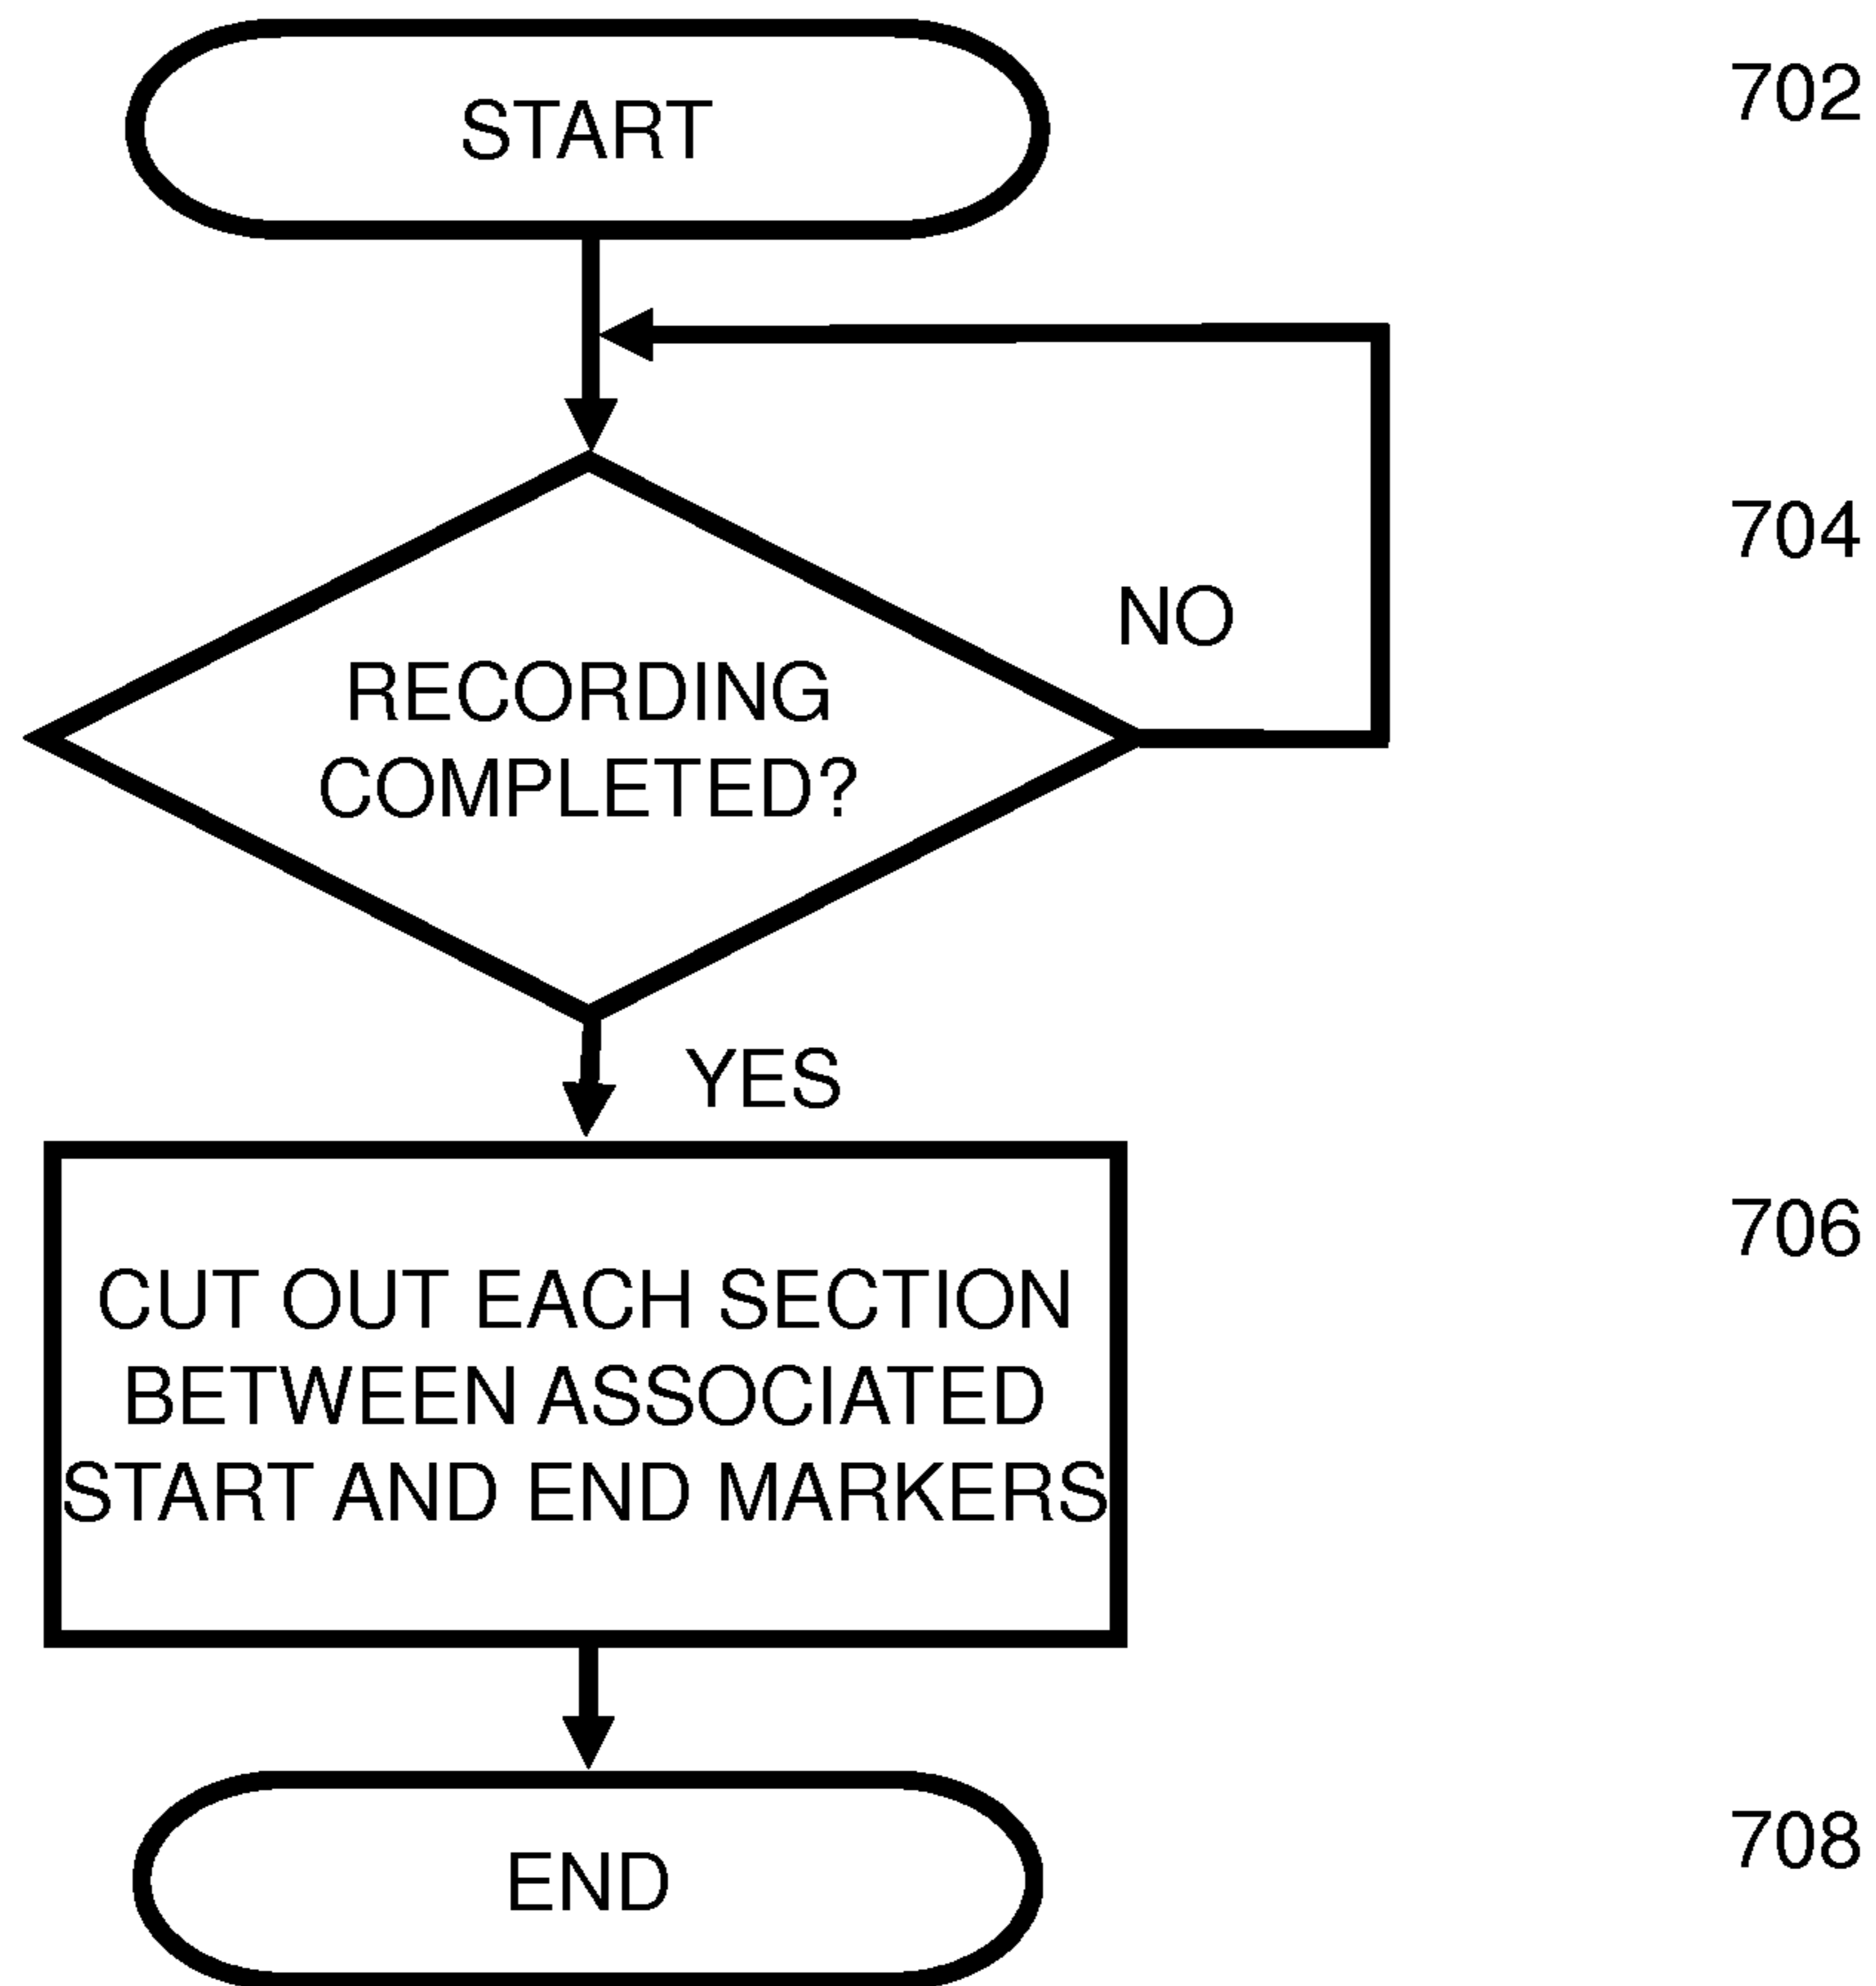 START
702
704
NO
RECORDING
COMPLETED?
YES
706
CUT OUT EACH SECTION
BETWEEN ASSOCIATED
START AND END MARKERS
708
END